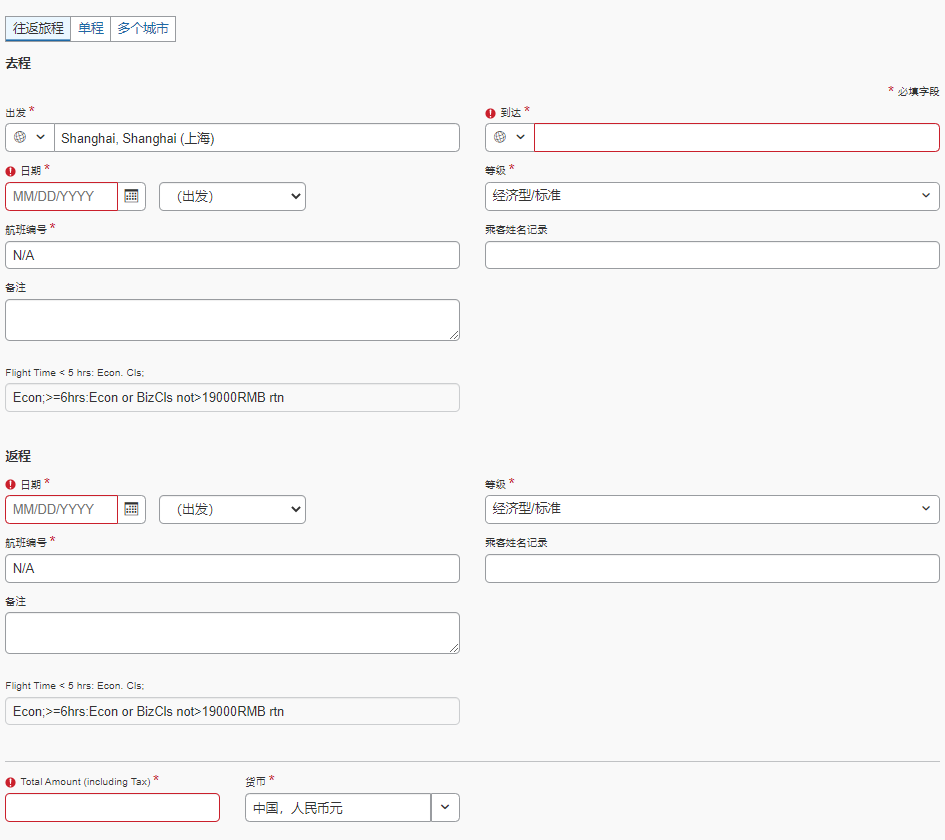 往返旅程 单程 多个城市
去程
* 必填字段
出发 * 到达 *
Shanghai, Shanghai (上海)
日期 * 等级 *
MM/DD/YYYY (出发) 经济型/标准
航班编号 * 乘客姓名记录
N/A
备注
Flight Time < 5 hrs: Econ. Cls;
Econ;>=6hrs:Econ or BizCls not>19000RMB rtn
返程
日期 * 等级 *
MM/DD/YYYY (出发) 经济型/标准
航班编号 * 乘客姓名记录
N/A
备注
Flight Time < 5 hrs: Econ. Cls;
Econ;>=6hrs:Econ or BizCls not>19000RMB rtn
Total Amount (including Tax) * 货币 *
中国，人民币元